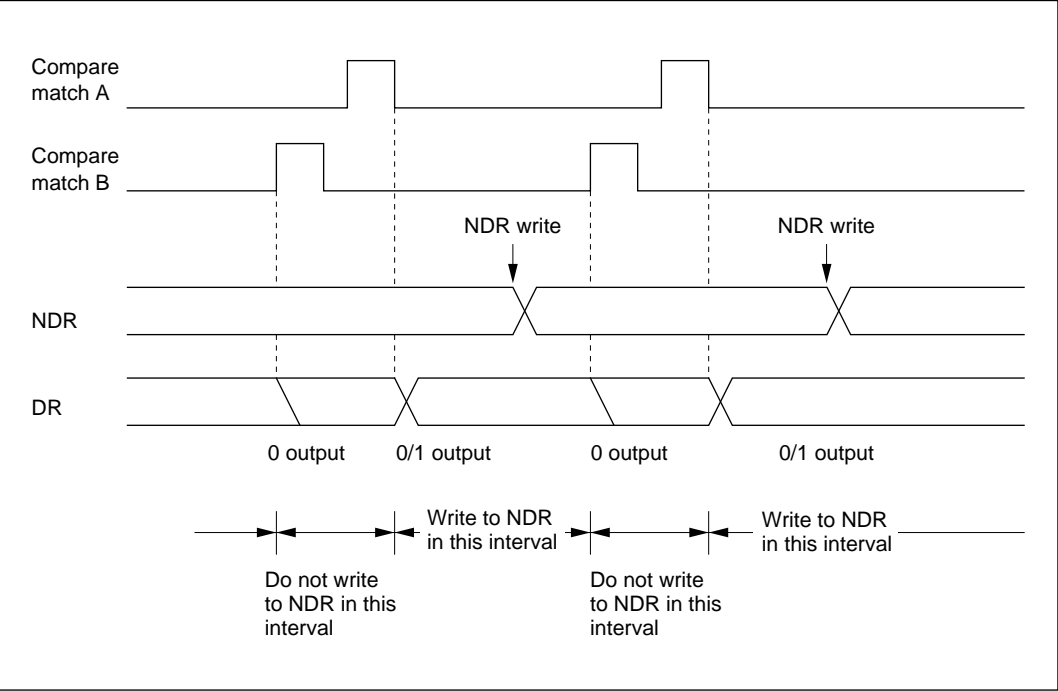 Compare
match A
Compare
match B
NDR write
NDR write
NDR
DR
0 output
0/1 output
0 output
0/1 output
Write to NDR
in this interval
Write to NDR
in this interval
Do not write
to NDR in this
interval
Do not write
to NDR in this
interval